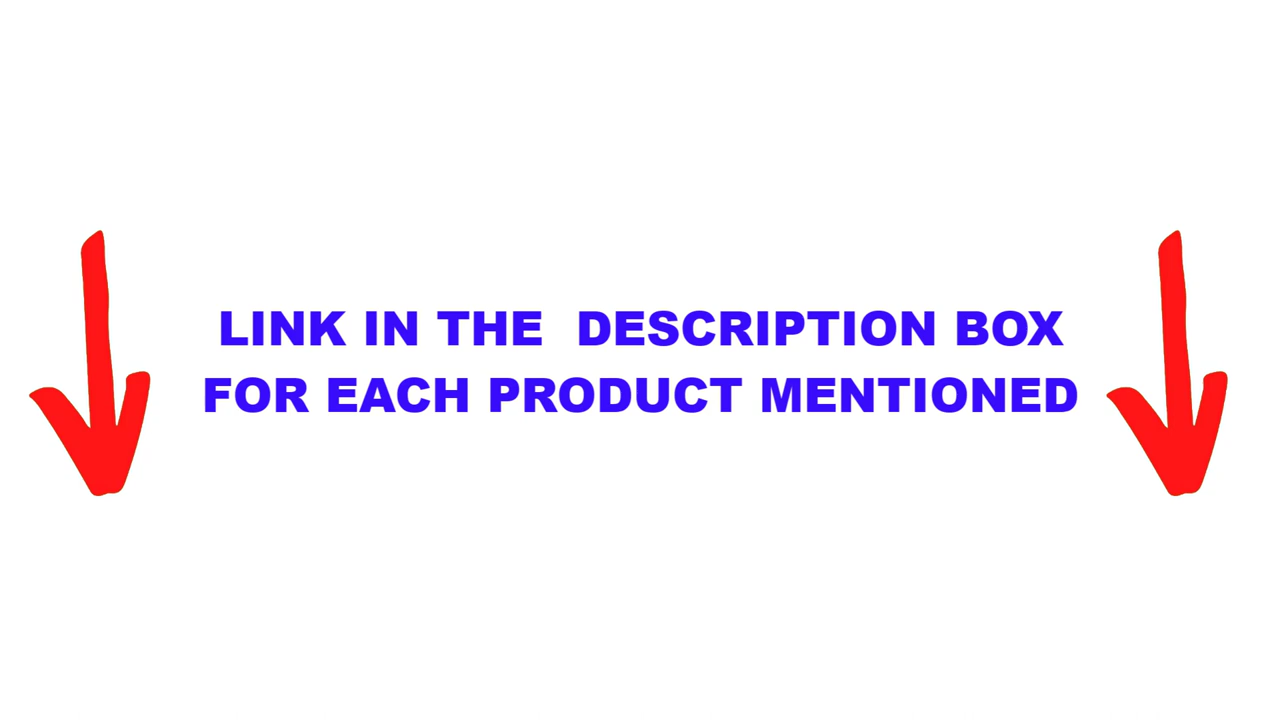 LINK IN THE  DESCRIPTION BOX
FOR EACH PRODUCT MENTIONED